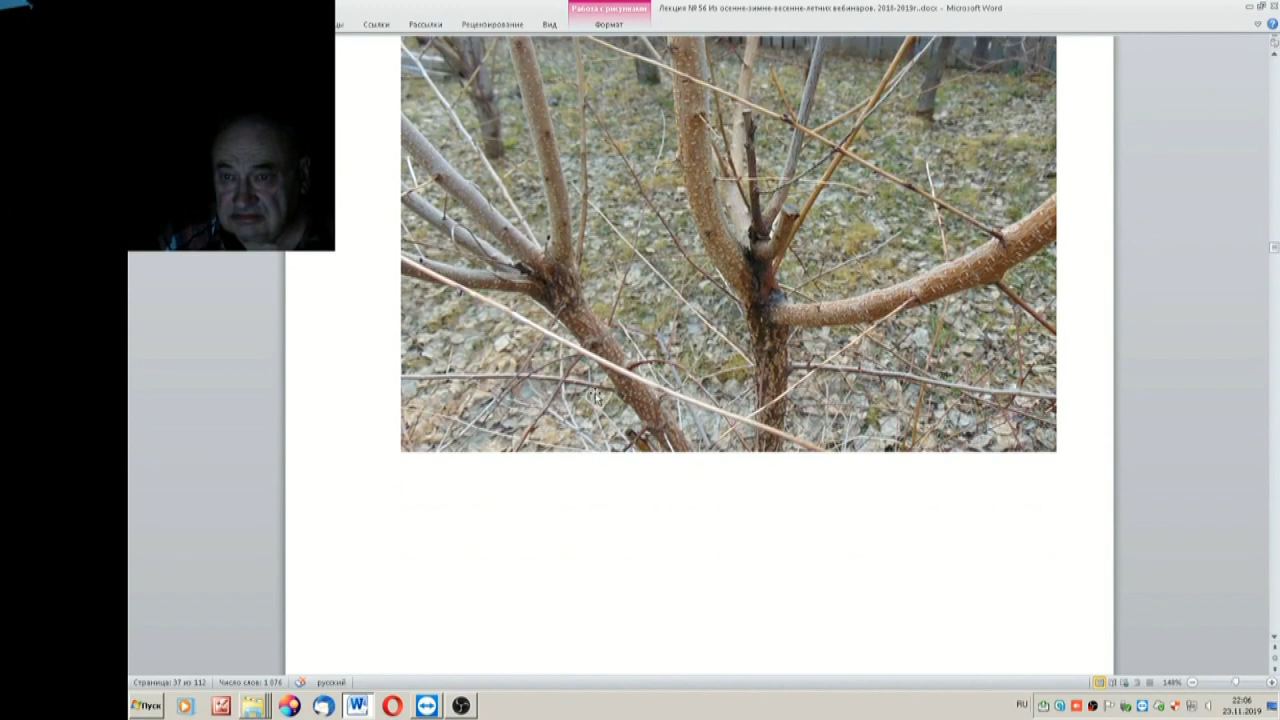 Работа с рисунками
Лекция № 56 Из осенне-зимне-весенне-летних вебинаров, 2018-2019г..docx - Microsoft Word
Ссылки Рассылки Рецензирование Вид Формат
Страница: 37 из 112 Число слов: 1 076 русский 148%
Пуск RU 22:06
23.11.2019